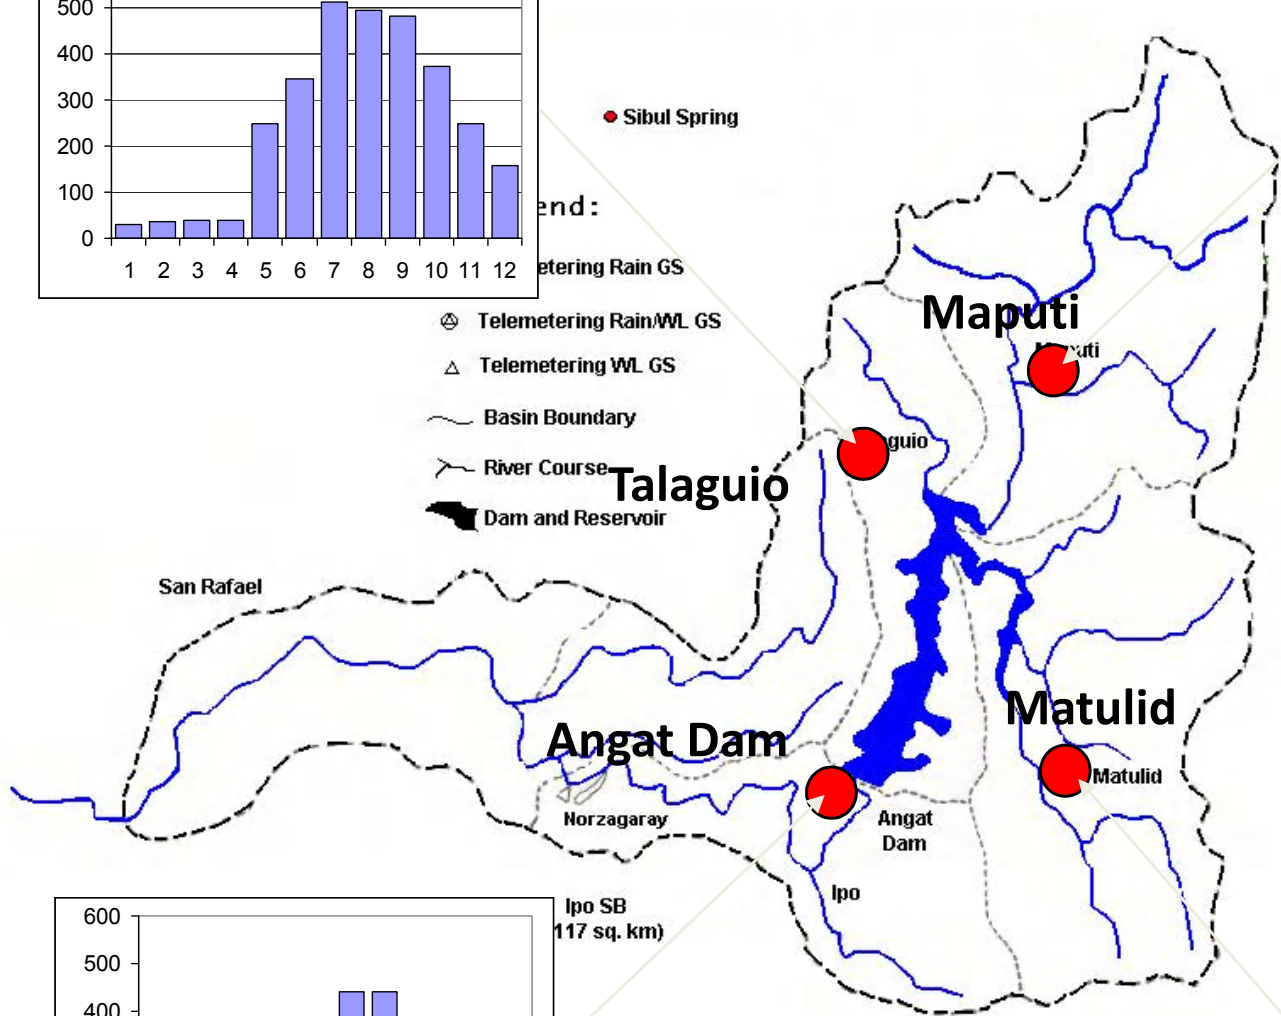 500
400
300
200
100
0
1 2 3 4 5 6 7 8 9 10 11 12
Sibul Spring
end:
etering Rain GS
Telemetering Rain/WL GS
Telemetering WL GS
Basin Boundary
River Course
Dam and Reservoir
Maputi
uti
guio
Talaguio
San Rafael
Matulid
Angat Dam
Matulid
Norzagaray
Angat
Dam
Ipo
Ipo SB
117 sq. km)
600
500
400